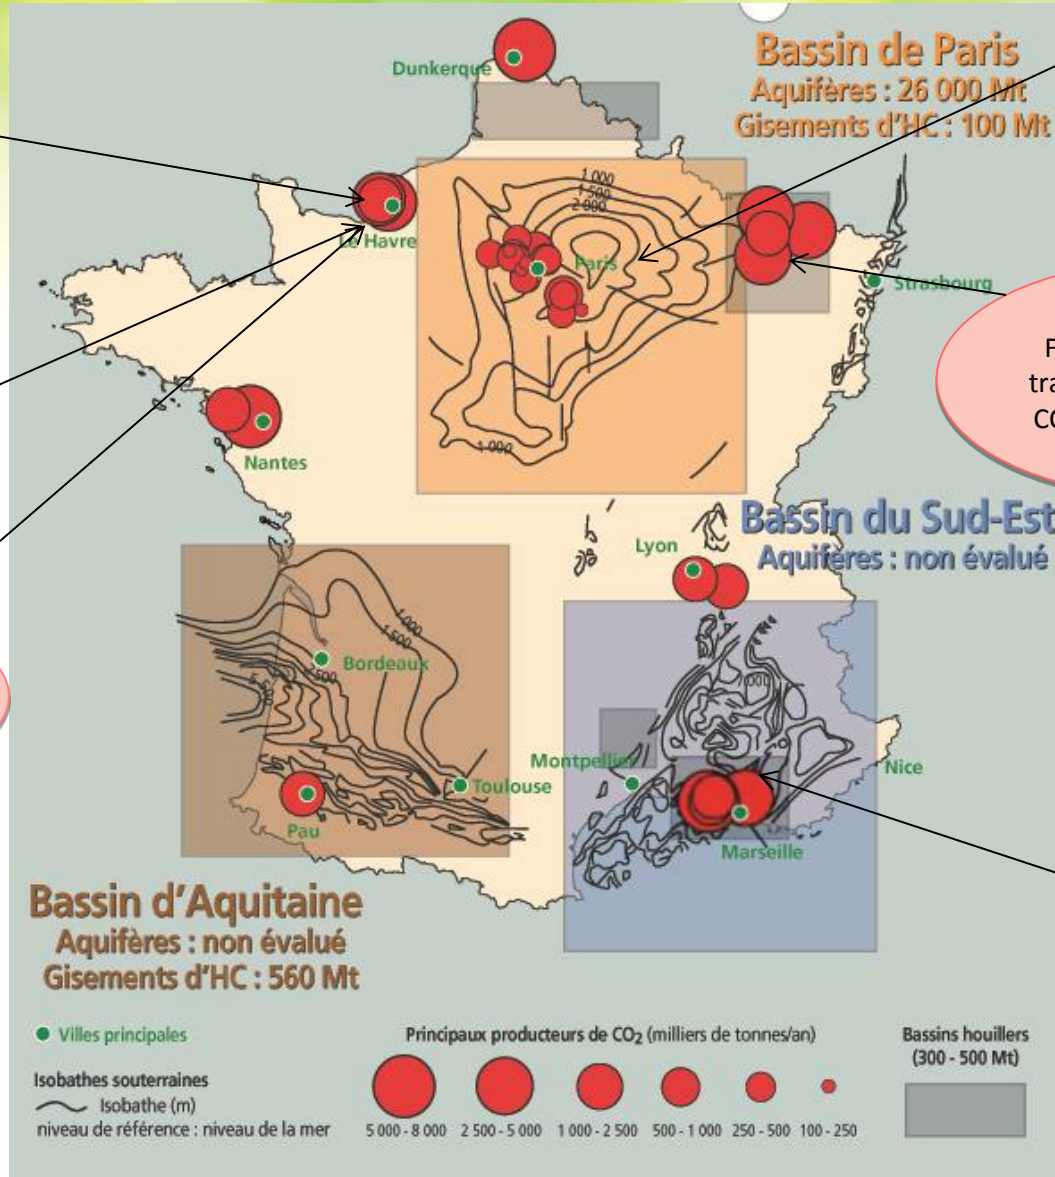 Bassin de Paris
Aquifères : 26 000 Mt
Gisements d'HC : 100 Mt
Dunkerque
1 000
1 500
2 000
Le Havre
Paris
Strasbourg
1 000
Nantes
Bassin du Sud-Est
Aquifères : non évalué
Lyon
1 000
1 500
Bordeaux
Montpellier
Nice
Toulouse
Pau
Marseille
Bassin d'Aquitaine
Aquifères : non évalué
Gisements d'HC : 560 Mt
Villes principales
Isobathes souterraines
Isobathe (m)
niveau de référence : niveau de la mer
Principaux producteurs de CO2 (milliers de tonnes/an)
5 000 - 8 000 2 500 - 5 000 1 000 - 2 500 500 - 1 000 250 - 500 100 - 250
Bassins houillers
(300 - 500 Mt)